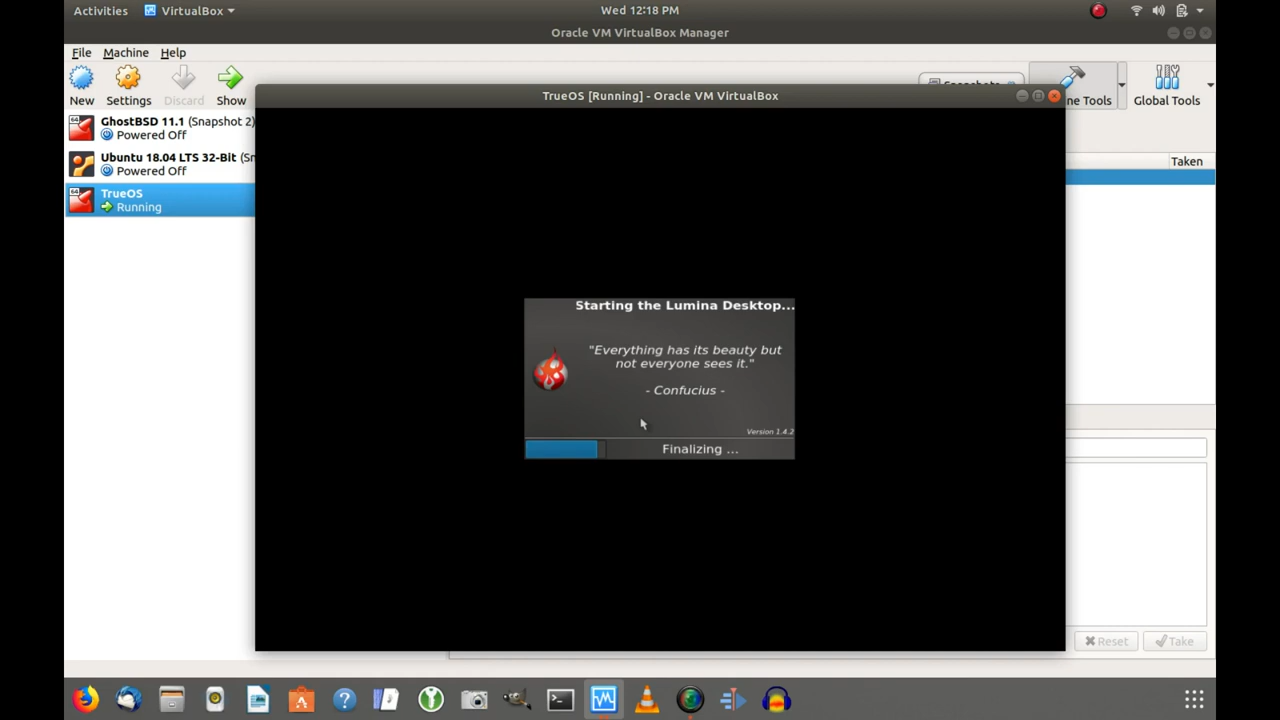 Activities VirtualBox Wed 12:18 PM
Oracle VM VirtualBox Manager
File Machine Help
New Settings Discard Show Snapshots Tools Global Tools
TrueOS [Running] - Oracle VM VirtualBox
GhostBSD 11.1 (Snapshot 2)
Powered Off
Ubuntu 18.04 LTS 32-Bit
Powered Off
TrueOS
Running
Taken
Starting the Lumina Desktop...
"Everything has its beauty but
not everyone sees it."
- Confucius -
Version 1.4.2
Finalizing ...
Reset Take